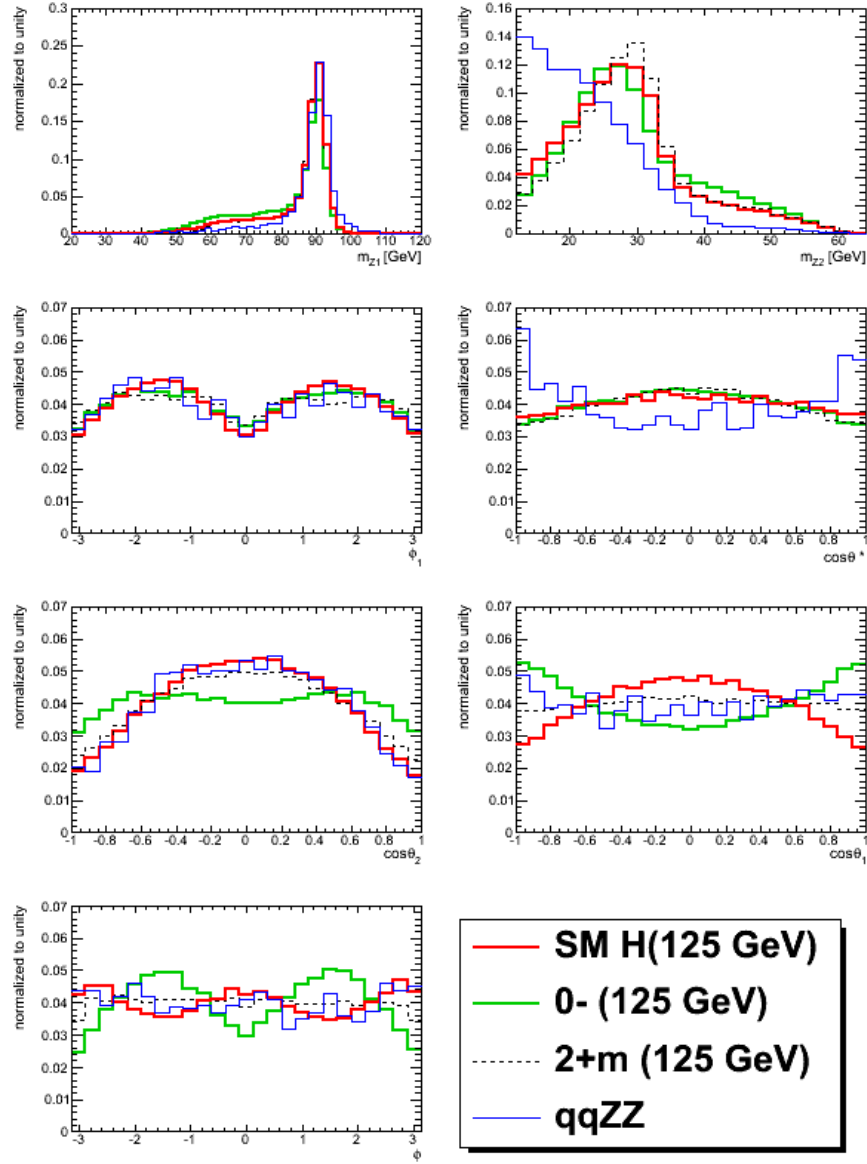 normalized to unity
0.3
0.25
0.2
0.15
0.1
0.05
0
20 30 40 50 60 70 80 90 100 110 120
m_Z1 [GeV]
normalized to unity
0.16
0.14
0.12
0.1
0.08
0.06
0.04
0.02
0
20 30 40 50 60
m_Z2 [GeV]
normalized to unity
0.07
0.06
0.05
0.04
0.03
0.02
0.01
0
-3 -2 -1 0 1 2 3
ϕ_1
normalized to unity
0.07
0.06
0.05
0.04
0.03
0.02
0.01
0
-1 -0.8 -0.6 -0.4 -0.2 0 0.2 0.4 0.6 0.8 1
cosθ*
normalized to unity
0.07
0.06
0.05
0.04
0.03
0.02
0.01
0
-1 -0.8 -0.6 -0.4 -0.2 0 0.2 0.4 0.6 0.8 1
cosθ_2
normalized to unity
0.07
0.06
0.05
0.04
0.03
0.02
0.01
0
-1 -0.8 -0.6 -0.4 -0.2 0 0.2 0.4 0.6 0.8 1
cosθ_1
normalized to unity
0.07
0.06
0.05
0.04
0.03
0.02
0.01
0
-3 -2 -1 0 1 2 3
ϕ
SM H(125 GeV)
0- (125 GeV)
2+m (125 GeV)
qqZZ